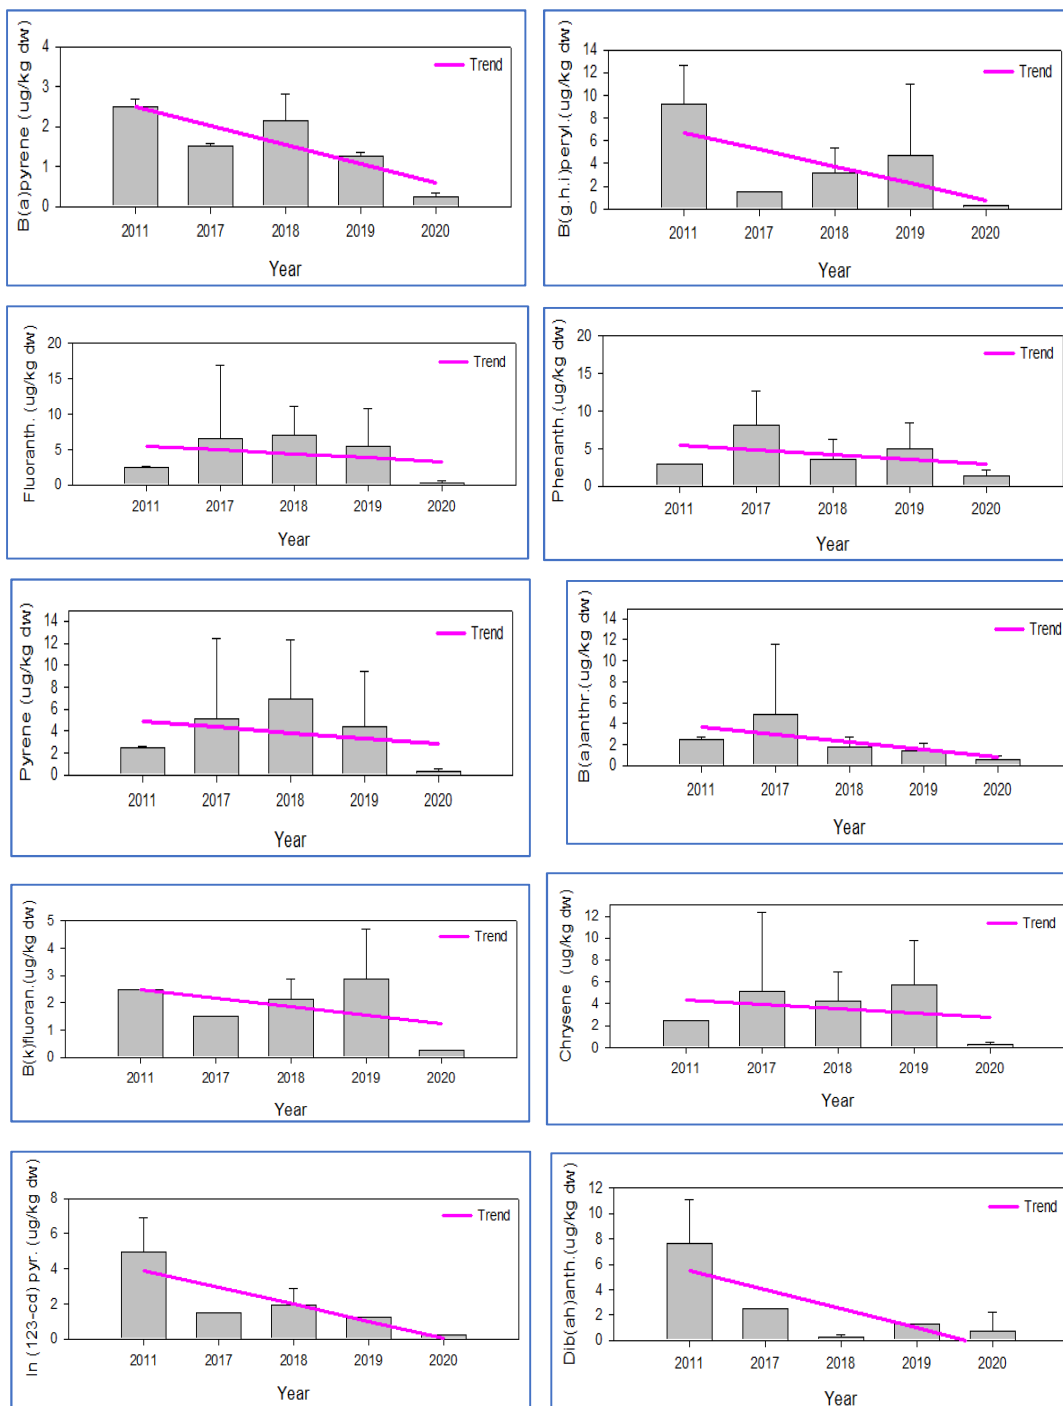 B(a)pyrene (ug/kg dw)
4
3
2
1
0
Trend
2011 2017 2018 2019 2020
Year
B(g.h.i)peryl.(ug/kg dw)
14
12
10
8
6
4
2
0
Trend
2011 2017 2018 2019 2020
Year
Fluoranth. (ug/kg dw)
20
15
10
5
0
Trend
2011 2017 2018 2019 2020
Year
Phenanth.(ug/kg dw)
20
15
10
5
0
Trend
2011 2017 2018 2019 2020
Year
Pyrene (ug/kg dw)
14
12
10
8
6
4
2
0
Trend
2011 2017 2018 2019 2020
Year
B(a)anthr.(ug/kg dw)
14
12
10
8
6
4
2
0
Trend
2011 2017 2018 2019 2020
Year
B(k)fluoran.(ug/kg dw)
5
4
3
2
1
0
Trend
2011 2017 2018 2019 2020
Year
Chrysene (ug/kg dw)
12
10
8
6
4
2
0
Trend
2011 2017 2018 2019 2020
Year
In (123-cd) pyr. (ug/kg dw)
8
6
4
2
0
Trend
2011 2017 2018 2019 2020
Year
Dib(ah)anth.(ug/kg dw)
12
10
8
6
4
2
0
Trend
2011 2017 2018 2019 2020
Year